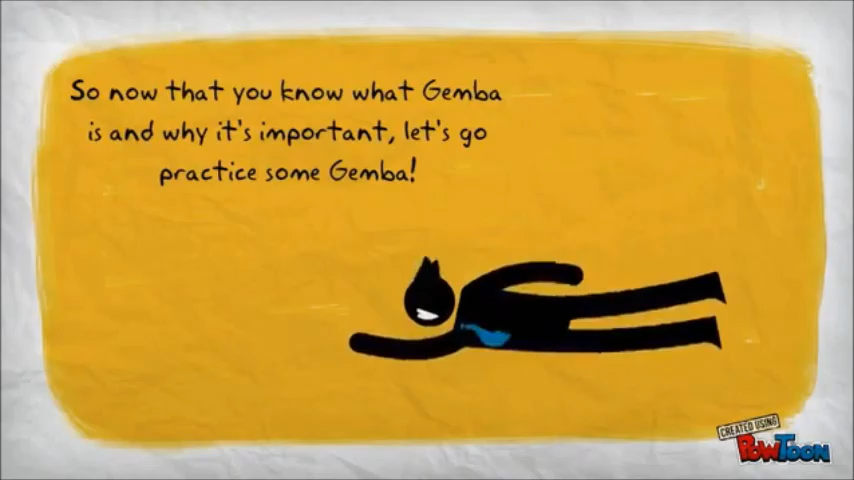 So now that you know what Gemba
is and why it's important, let's go
practice some Gemba!
CREATED USING
POWTOON